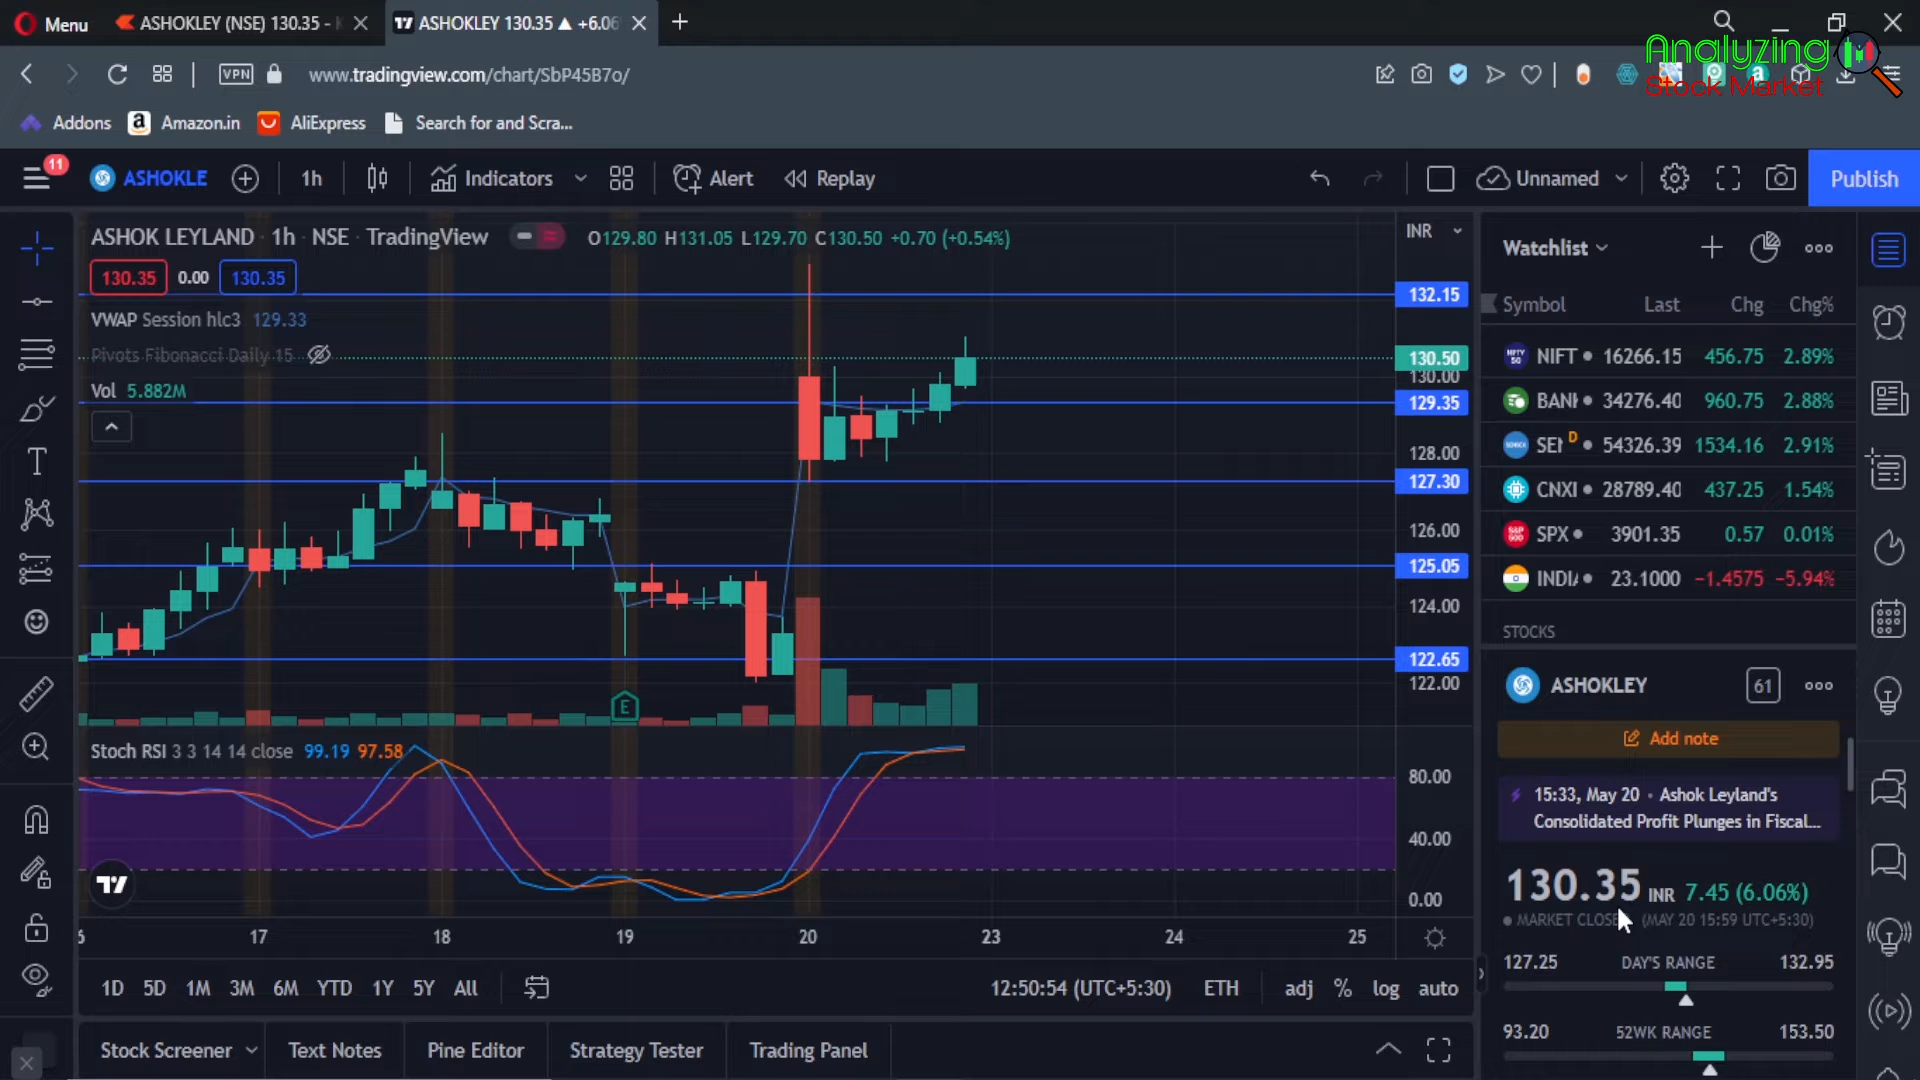 Menu
ASHOKLEY (NSE) 130.35 -
ASHOKLEY 130.35 ▲ +6.06
Analyzing
Stock Market
VPN
www.tradingview.com/chart/SbP45B7o/
Addons
Amazon.in
AliExpress
Search for and Scra...
11
ASHOKLE
1h
Indicators
Alert
Replay
Unnamed
Publish
ASHOK LEYLAND · 1h · NSE · TradingView
O129.80 H131.05 L129.70 C130.50 +0.70 (+0.54%)
INR
130.35
0.00
130.35
VWAP Session hlc3 129.33
Pivots Fibonacci Daily 15
Vol 5.882M
132.15
130.50
130.00
129.35
128.00
127.30
126.00
125.05
124.00
122.65
122.00
E
Stoch RSI 3 3 14 14 close 99.19 97.58
80.00
40.00
0.00
17
18
19
20
23
24
25
1D
5D
1M
3M
6M
YTD
1Y
5Y
All
12:50:54 (UTC+5:30)
ETH
adj
%
log
auto
Stock Screener
Text Notes
Pine Editor
Strategy Tester
Trading Panel
Watchlist
Symbol Last Chg Chg%
NIFT 16266.15 456.75 2.89%
BANK 34276.40 960.75 2.88%
SEN D 54326.39 1534.16 2.91%
CNXI 28789.40 437.25 1.54%
SPX 3901.35 0.57 0.01%
INDIA 23.1000 −1.4575 −5.94%
STOCKS
ASHOKLEY
61
Add note
15:33, May 20 · Ashok Leyland's
Consolidated Profit Plunges in Fiscal...
130.35 INR 7.45 (6.06%)
MARKET CLOSE (MAY 20 15:59 UTC+5:30)
127.25 DAY'S RANGE 132.95
93.20 52WK RANGE 153.50